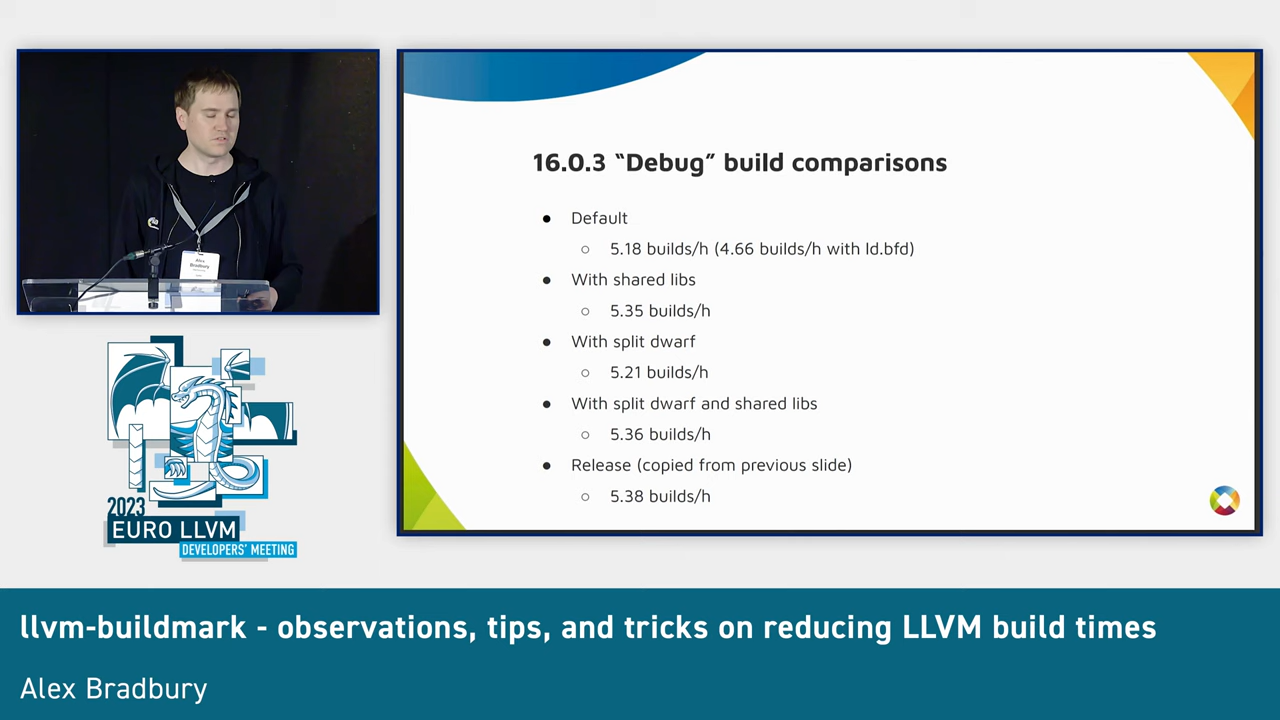 16.0.3 “Debug” build comparisons
● Default
○ 5.18 builds/h (4.66 builds/h with ld.bfd)
● With shared libs
○ 5.35 builds/h
● With split dwarf
○ 5.21 builds/h
● With split dwarf and shared libs
○ 5.36 builds/h
● Release (copied from previous slide)
○ 5.38 builds/h
Alex
Bradbury
2023
EURO LLVM
DEVELOPERS' MEETING
llvm-buildmark - observations, tips, and tricks on reducing LLVM build times
Alex Bradbury